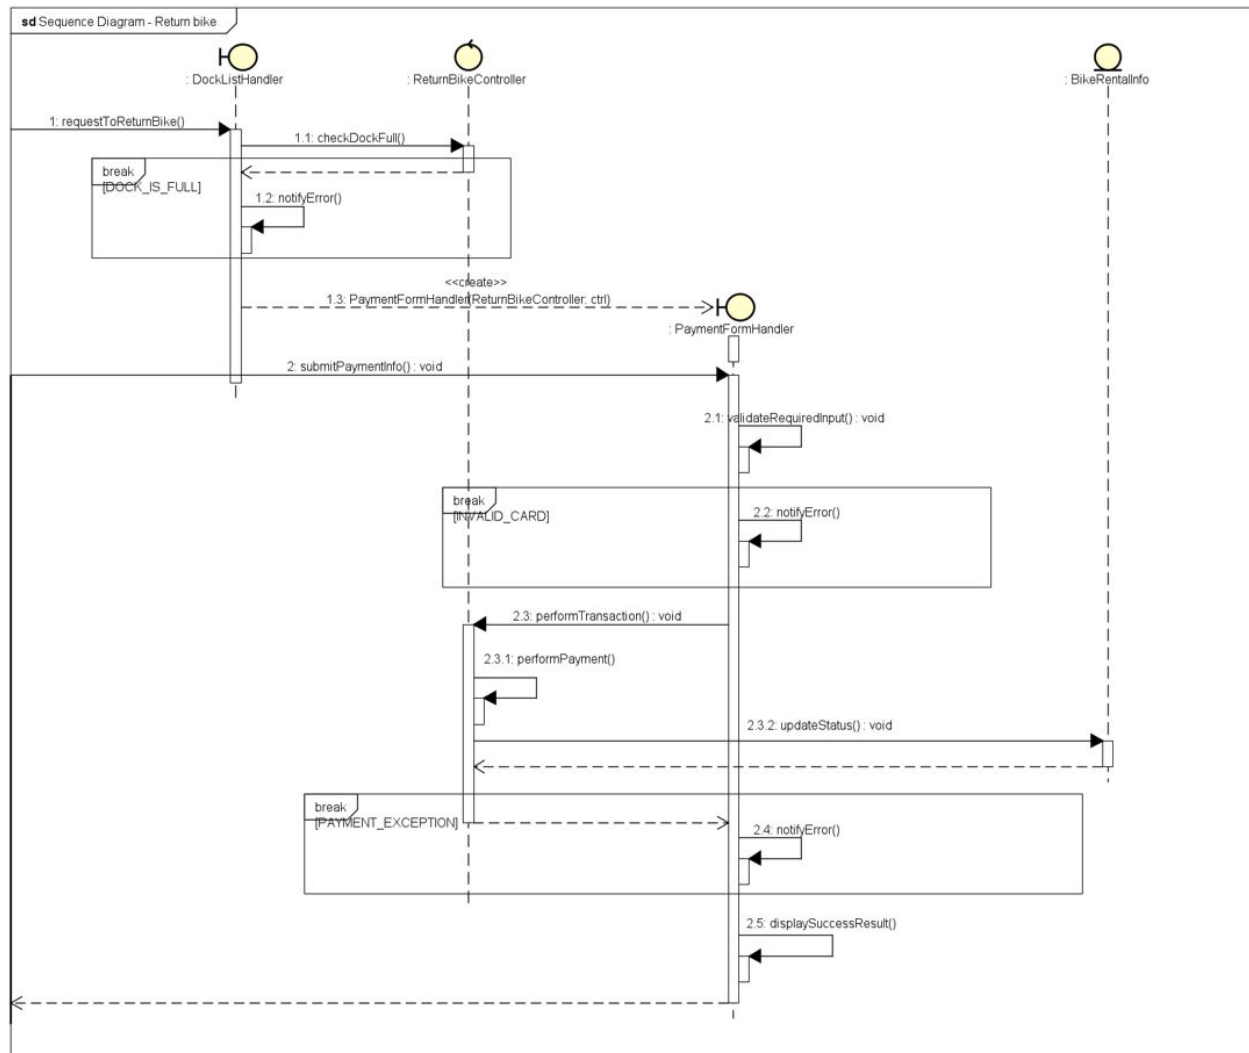 sd Sequence Diagram - Return bike
: DockListHandler
: ReturnBikeController
: BikeRentalInfo
1: requestToReturnBike()
1.1: checkDockFull()
break
[DOCK_IS_FULL]
1.2: notifyError()
<<create>>
1.3: PaymentFormHandler(ReturnBikeController: ctrl)
: PaymentFormHandler
2: submitPaymentInfo() : void
2.1: validateRequiredInput() : void
break
[INVALID_CARD]
2.2: notifyError()
2.3: performTransaction() : void
2.3.1: performPayment()
2.3.2: updateStatus() : void
break
[PAYMENT_EXCEPTION]
2.4: notifyError()
2.5: displaySuccessResult()